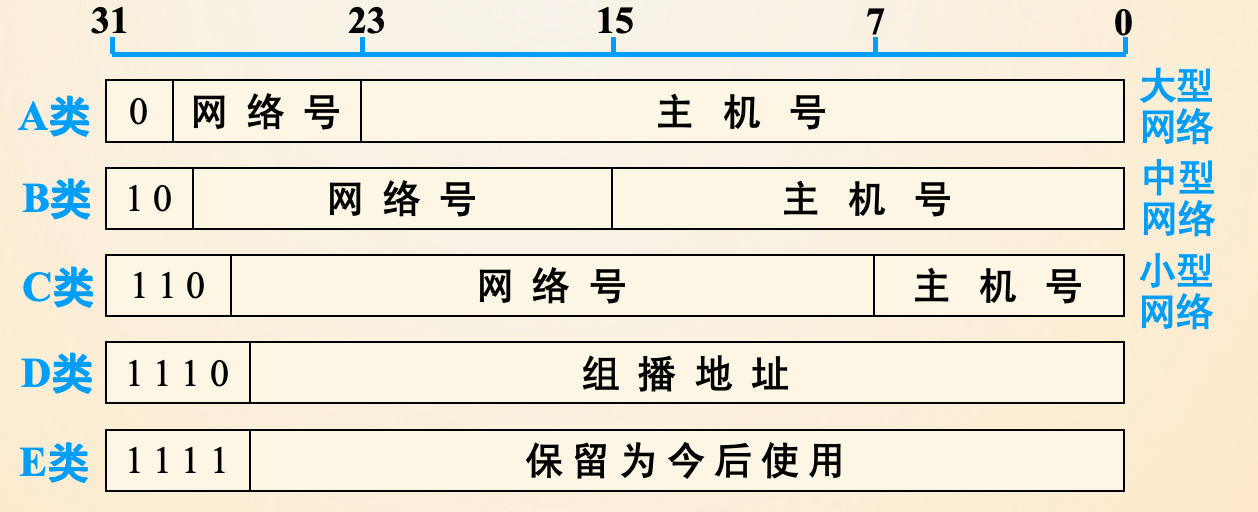 31 23 15 7 0
A类 0 网络号 主机号 大型网络
B类 10 网络号 主机号 中型网络
C类 110 网络号 主机号 小型网络
D类 1110 组播地址
E类 1111 保留为今后使用